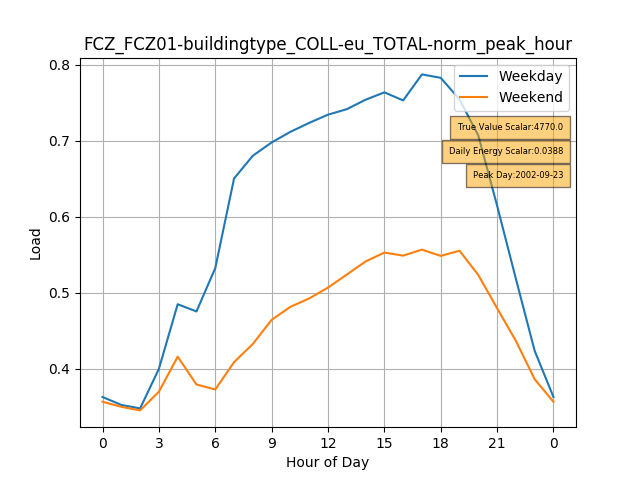 FCZ_FCZ01-buildingtype_COLL-eu_TOTAL-norm_peak_hour
0.8
0.7
0.6
0.5
0.4
Load
Weekday
Weekend
True Value Scalar:4770.0
Daily Energy Scalar:0.0388
Peak Day:2002-09-23
0 3 6 9 12 15 18 21 0
Hour of Day